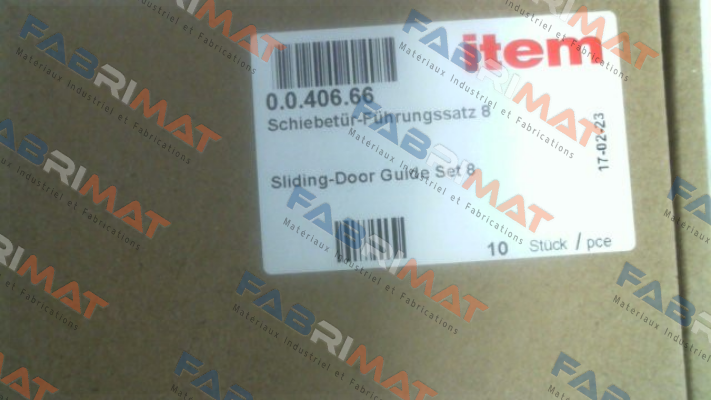 item
0.0.406.66
Schiebetür-Führungssatz 8
17-02-23
Sliding-Door Guide Set 8
10 Stück / pce
FABRIMAT
Materiaux Industriel et Fabrications